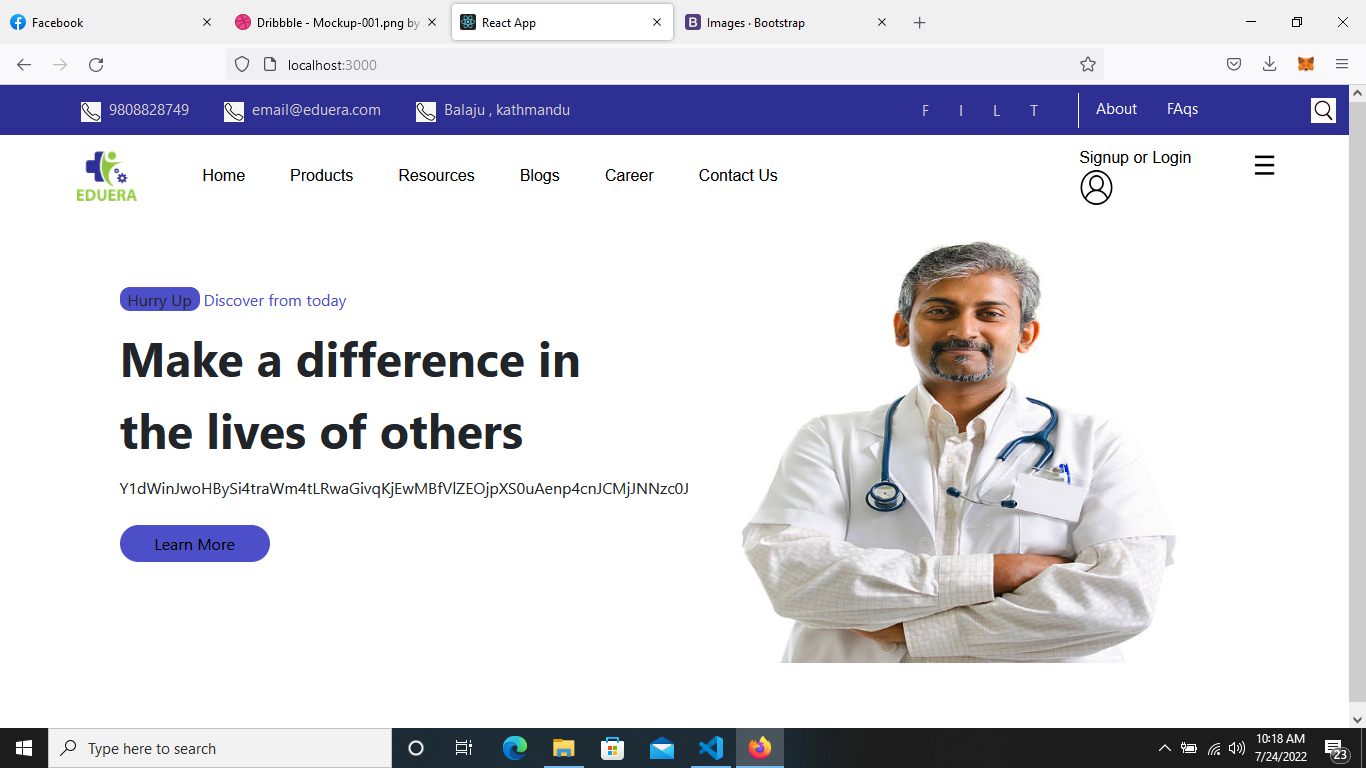 Facebook
Dribbble - Mockup-001.png by
React App
Images · Bootstrap
localhost:3000
9808828749
email@eduera.com
Balaju , kathmandu
F I L T
About
FAqs
EDUERA
Home
Products
Resources
Blogs
Career
Contact Us
Signup or Login
Hurry Up Discover from today
Make a difference in
the lives of others
Y1dWinJwoHBySi4traWm4tLRwaGivqKjEwMBfVlZEOjpXS0uAenp4cnJCMjJNNzc0J
Learn More
Type here to search
10:18 AM
7/24/2022
23